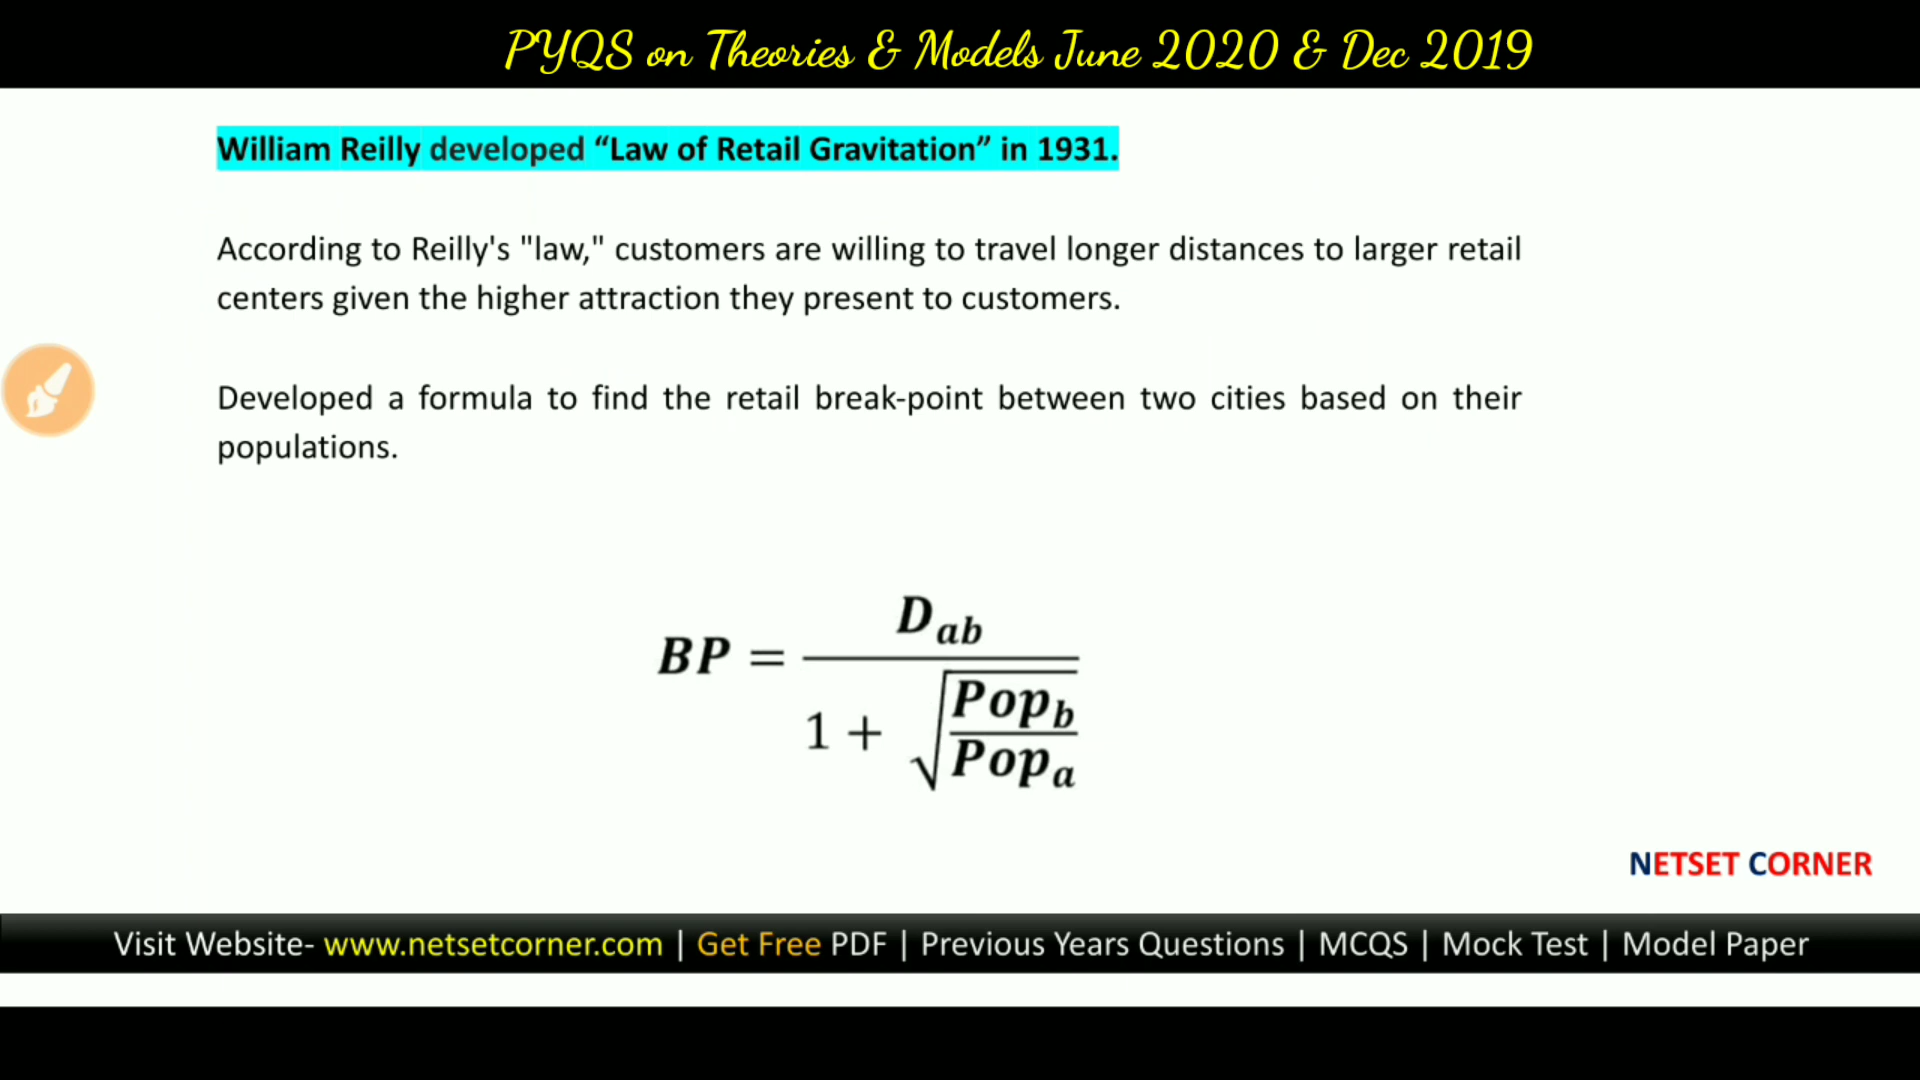 PYQS on Theories & Models June 2020 & Dec 2019
William Reilly developed “Law of Retail Gravitation” in 1931.
According to Reilly's "law," customers are willing to travel longer distances to larger retail
centers given the higher attraction they present to customers.
Developed a formula to find the retail break-point between two cities based on their
populations.
BP = D_ab / (1 + √(Pop_b / Pop_a))
NETSET CORNER
Visit Website- www.netsetcorner.com | Get Free PDF | Previous Years Questions | MCQS | Mock Test | Model Paper